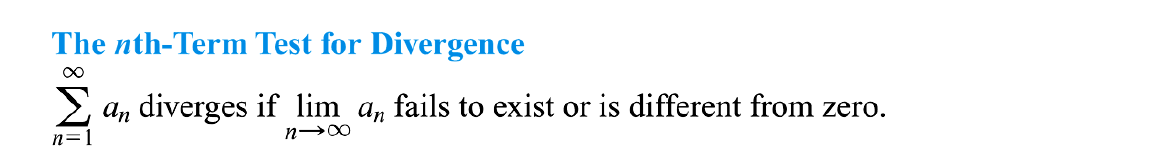 The nth-Term Test for Divergence
∞
∑ aₙ diverges if lim aₙ fails to exist or is different from zero.
n=1 n→∞